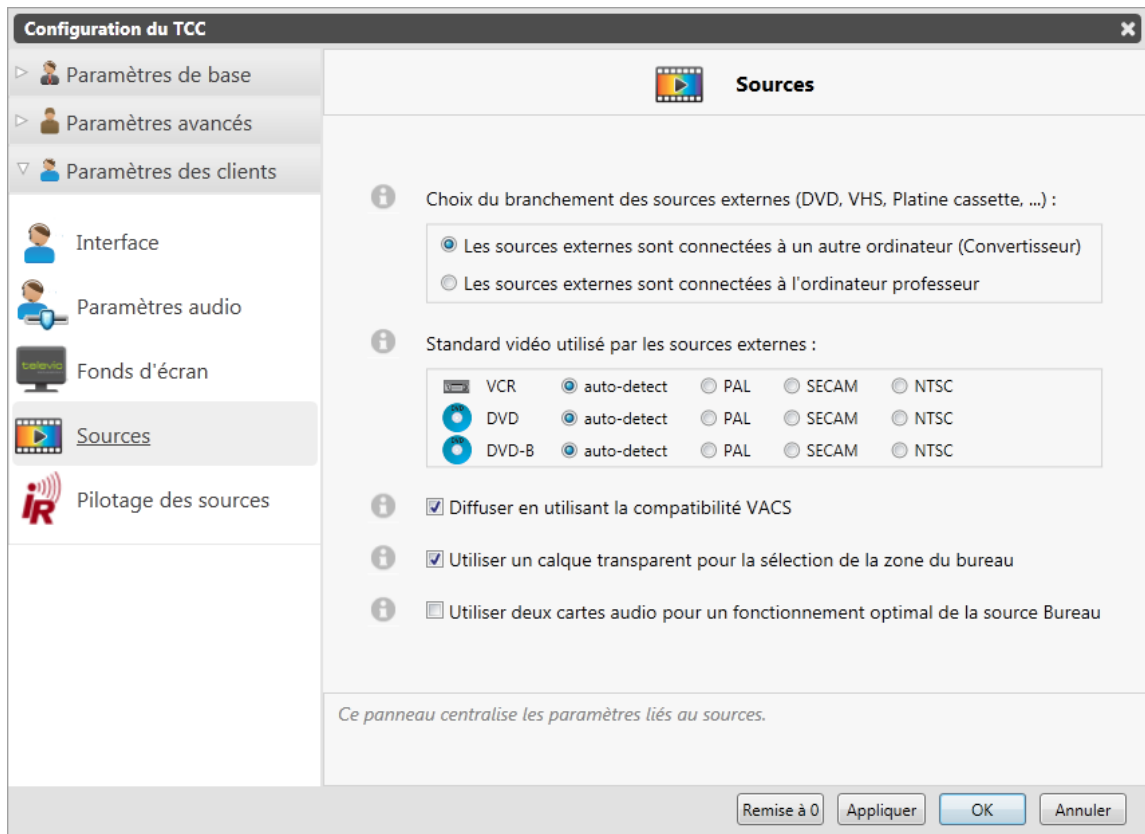 Configuration du TCC
Paramètres de base
Paramètres avancés
Paramètres des clients
Interface
Paramètres audio
televic
Fonds d'écran
Sources
iR
Pilotage des sources
Sources
Choix du branchement des sources externes (DVD, VHS, Platine cassette, ...) :
Les sources externes sont connectées à un autre ordinateur (Convertisseur)
Les sources externes sont connectées à l'ordinateur professeur
Standard vidéo utilisé par les sources externes :
VCR auto-detect PAL SECAM NTSC
DVD DVD auto-detect PAL SECAM NTSC
DVD DVD-B auto-detect PAL SECAM NTSC
Diffuser en utilisant la compatibilité VACS
Utiliser un calque transparent pour la sélection de la zone du bureau
Utiliser deux cartes audio pour un fonctionnement optimal de la source Bureau
Ce panneau centralise les paramètres liés au sources.
Remise à 0 Appliquer OK Annuler